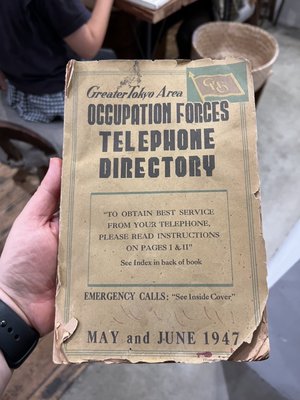 Greater Tokyo Area
OCCUPATION FORCES
TELEPHONE
DIRECTORY
"TO OBTAIN BEST SERVICE
FROM YOUR TELEPHONE,
PLEASE READ INSTRUCTIONS
ON PAGES I & II"
See Index in back of book
EMERGENCY CALLS: "See Inside Cover"
MAY and JUNE 1947